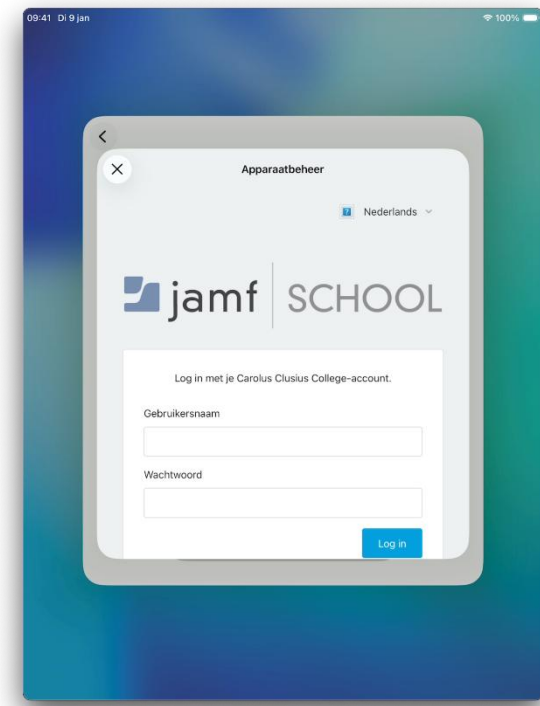 09:41 Di 9 jan 100%
Apparaatbeheer
? Nederlands
jamf | SCHOOL
Log in met je Carolus Clusius College-account.
Gebruikersnaam
Wachtwoord
Log in